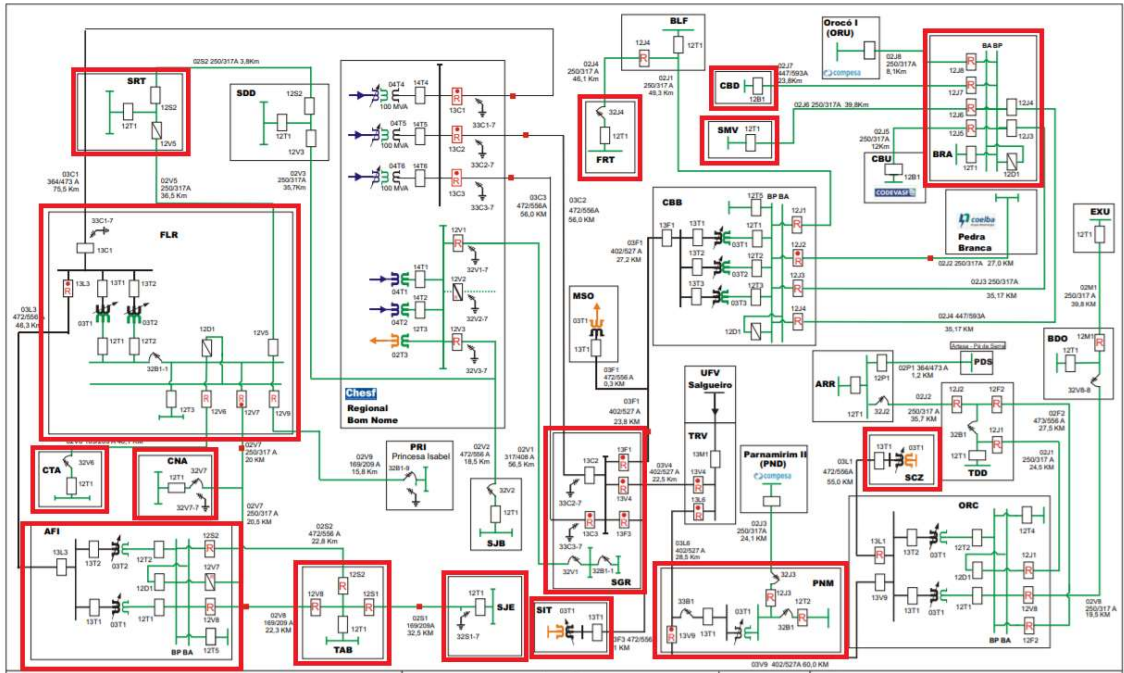 02S2 250/317A 3,8Km
SRT
12S2
12T1
12V5
SDD
12S2
12T1
12V3
03C1
364/473 A
75,5 Km
02V5
250/317A
36,5 Km
02V3
250/317A
35,7Km
04T4
14T4
100 MVA
13C1
33C1-7
04T5
14T5
100 MVA
13C2
33C2-7
04T6
14T6
100 MVA
13C3
33C3-7
12V1
32V1-7
14T1
04T1
12V2
32V2-7
14T2
04T2
12T3
02T3
12V3
32V3-7
Chesf
Regional
Bom Nome
03C3
472/556A
56,0 Km
03C2
472/556A
56,0 KM
BLF
12J4
12T1
02J4
250/317 A
46,1 Km
02J1
250/317 A
48,3 Km
32J4
12T1
FRT
Orocó I
(ORU)
compesa
02J8
250/317A
8,1Km
02J7
447/593A
23,8Km
CBD
12B1
02J6 250/317A 39,8Km
SMV
12T1
02J5
250/317A
12Km
CBU
12B1
CODEVASF
BA BP
12J8
12J7
12J6
12J5
12J4
12J3
BRA
12T1
12D1
CBB
BP BA
12T5
12J1
13F1
13T1
03T1
12T1
12J2
13T2
03T2
12T2
12J3
13T3
03T3
12T3
12J4
12D1
03F1
402/527 A
27,2 KM
coelba
Pedra
Branca
02J2 250/317A 27,0 KM
02J3 250/317A
35,17 KM
02J4 447/593A
35,17 KM
EXU
12T1
02M1
250/317 A
39,8 KM
FLR
33C1-7
13C1
13L3
13T1
13T2
03T1
03T2
12T1
12T1
12D1
12V5
32B1-1
12T3
12V6
12V7
12V9
03L3
472/556 A
46,3 Km
MSO
03T1
13T1
03F1
472/556 A
0,3 KM
03F1
402/527 A
23,8 KM
UFV
Salgueiro
TRV
13M1
13V4
13L6
03V4
402/527 A
22,5 Km
BDO
12M1
12T1
32V8-8
Artesa - Pé de Serra
PDS
02P1 364/473 A
1,2 KM
ARR
12P1
12T1
32J2
02J2
250/317 A
35,7 KM
12J2
12F2
32B1
12J1
12T1
TDD
02F2
473/556 A
27,5 KM
02J1
250/317 A
24,5 KM
CTA
32V6
12T1
CNA
32V7
12T1
32V7-7
02V7
250/317 A
20 KM
02V7
250/317 A
20,5 KM
02V9
169/209 A
15,8 KM
PRI
Princesa Isabel
32B1-9
02V2
472/556 A
18,5 Km
02V1
317/408 A
56,5 Km
32V2
12T1
SJB
13C2
13F1
33C2-7
13V4
13C3
13F3
33C3-7
32V1
32B1-1
SGR
Parnamirim II
(PND)
compesa
02J3
250/317A
24,1 KM
03L6
402/527 A
28,5 Km
13T1
03T1
SCZ
03L1
472/556A
55,0 KM
ORC
13L1
13T2
03T1
12T2
12T4
12J1
12D1
13V9
13T1
03T1
12T1
12V8
BP BA
12F2
02V8
250/317 A
19,5 KM
AFI
13L3
13T2
03T2
12T2
12S2
12D1
12V7
13T1
03T1
12T1
12V8
BP BA
12T5
02S2
472/556 A
22,8 Km
02V8
169/209 A
22,3 KM
12S2
12V8
12S1
12T1
TAB
02S1
169/209A
32,5 KM
12T1
SJE
32S1-7
SIT
03T1
13T1
03F3 472/556
1 KM
33B1
13V9
13T1
03T1
32J3
12J3
12T2
32B1
PNM
03V9 402/527A 60,0 KM